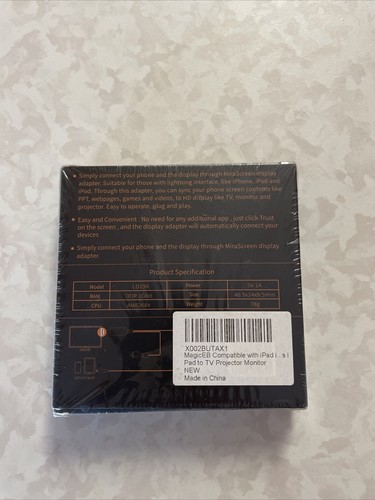 Simply connect your phone and the display through MiraScreen display
adapter. Suitable for those with lightning interface, like iPhone, iPad and
iPod. Through this adapter, you can sync your phone screen contents like
PPT, webpages, games and videos, to HD display like TV, monitor and
projector. Easy to operate, plug and play.
Easy and Convenient : No need for any additional app , just click Trust
on the screen , and the display adapter will automatically connect your
devices
Simply connect your phone and the display through MiraScreen display
adapter.
Product Specification
Model Power 5V 1A
RAM Size
CPU Weight
X002BUTAX1
MagicEB Compatible with iPad i...s i
Pad to TV Projector Monitor
NEW
Made in China